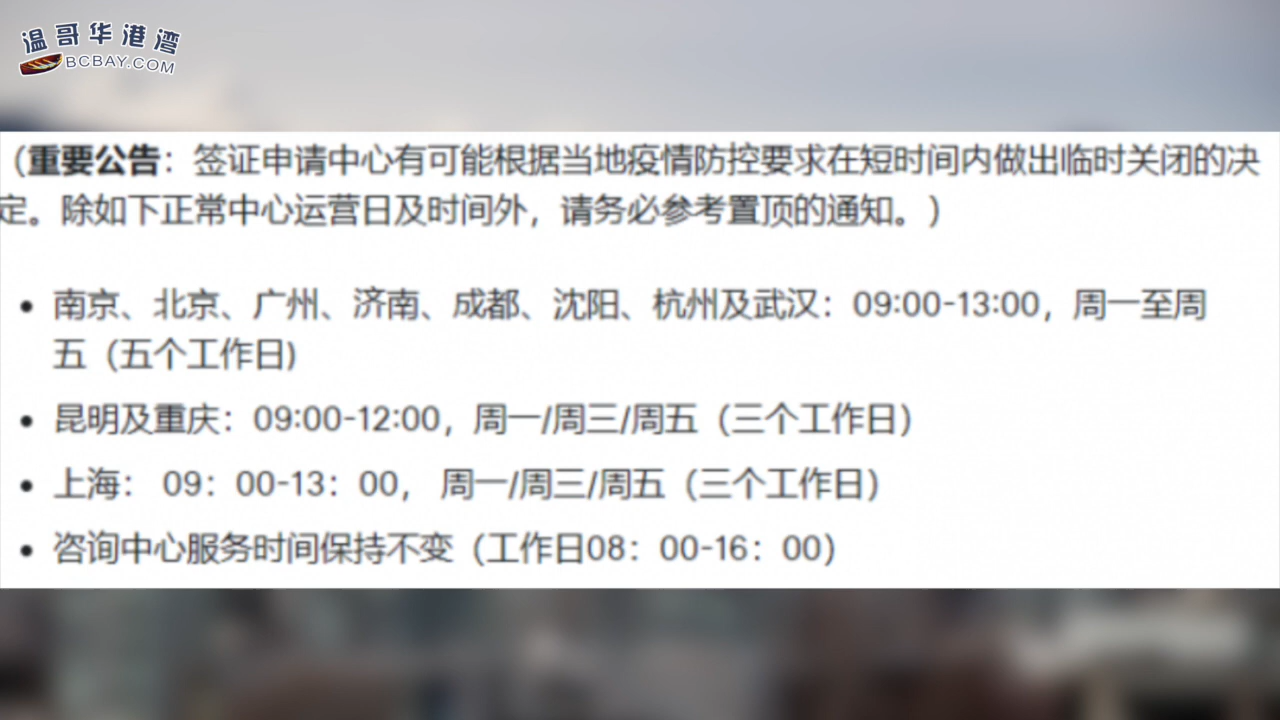 温哥华港湾
BCBAY.COM
（重要公告：签证申请中心有可能根据当地疫情防控要求在短时间内做出临时关闭的决
定。除如下正常中心运营日及时间外，请务必参考置顶的通知。）
• 南京、北京、广州、济南、成都、沈阳、杭州及武汉：09:00-13:00，周一至周
五（五个工作日)
• 昆明及重庆：09:00-12:00，周一/周三/周五（三个工作日）
• 上海： 09：00-13：00， 周一/周三/周五（三个工作日）
• 咨询中心服务时间保持不变（工作日08：00-16：00）